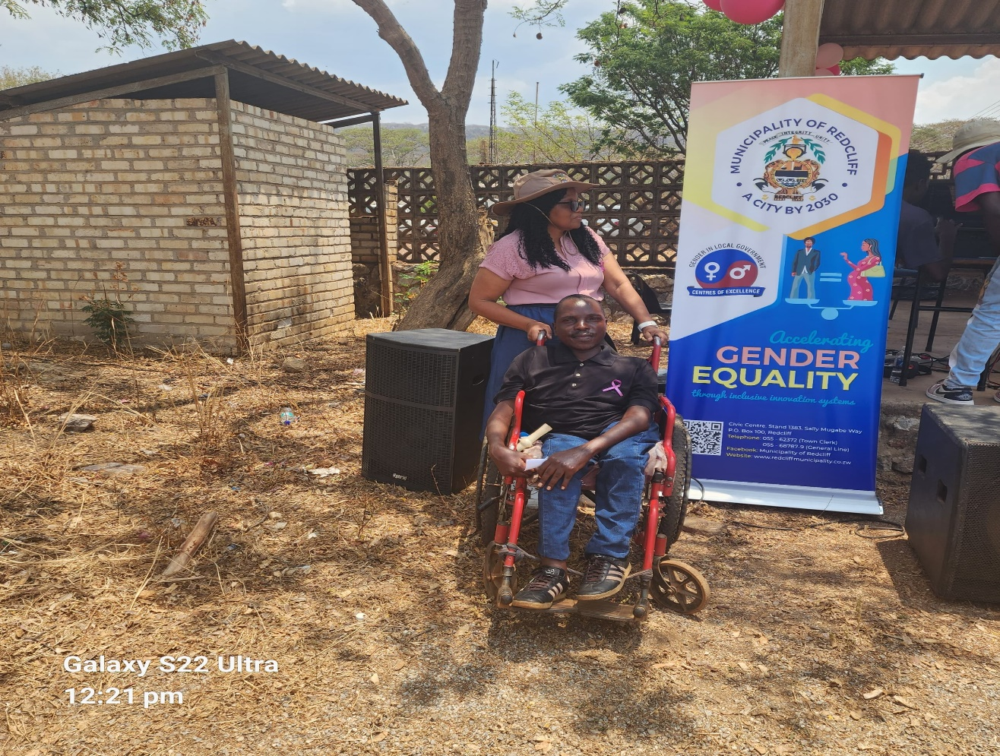 MUNICIPALITY OF REDCLIFF
PEACE INTEGRITY UNITY
REDCLIFF
A CITY BY 2030
GENDER IN LOCAL GOVERNMENT
CENTRES OF EXCELLENCE
Accelerating
GENDER
EQUALITY
through inclusive innovation systems
Civic Centre, Stand 1383, Sally Mugabe Way
P.O. Box 100, Redcliff
Telephone: 055 - 62372 (Town Clerk)
055 - 68787-9 (General Line)
Facebook: Municipality of Redcliff
Website: www.redcliffmunicipality.co.zw
Hybrid
Galaxy S22 Ultra
12:21 pm